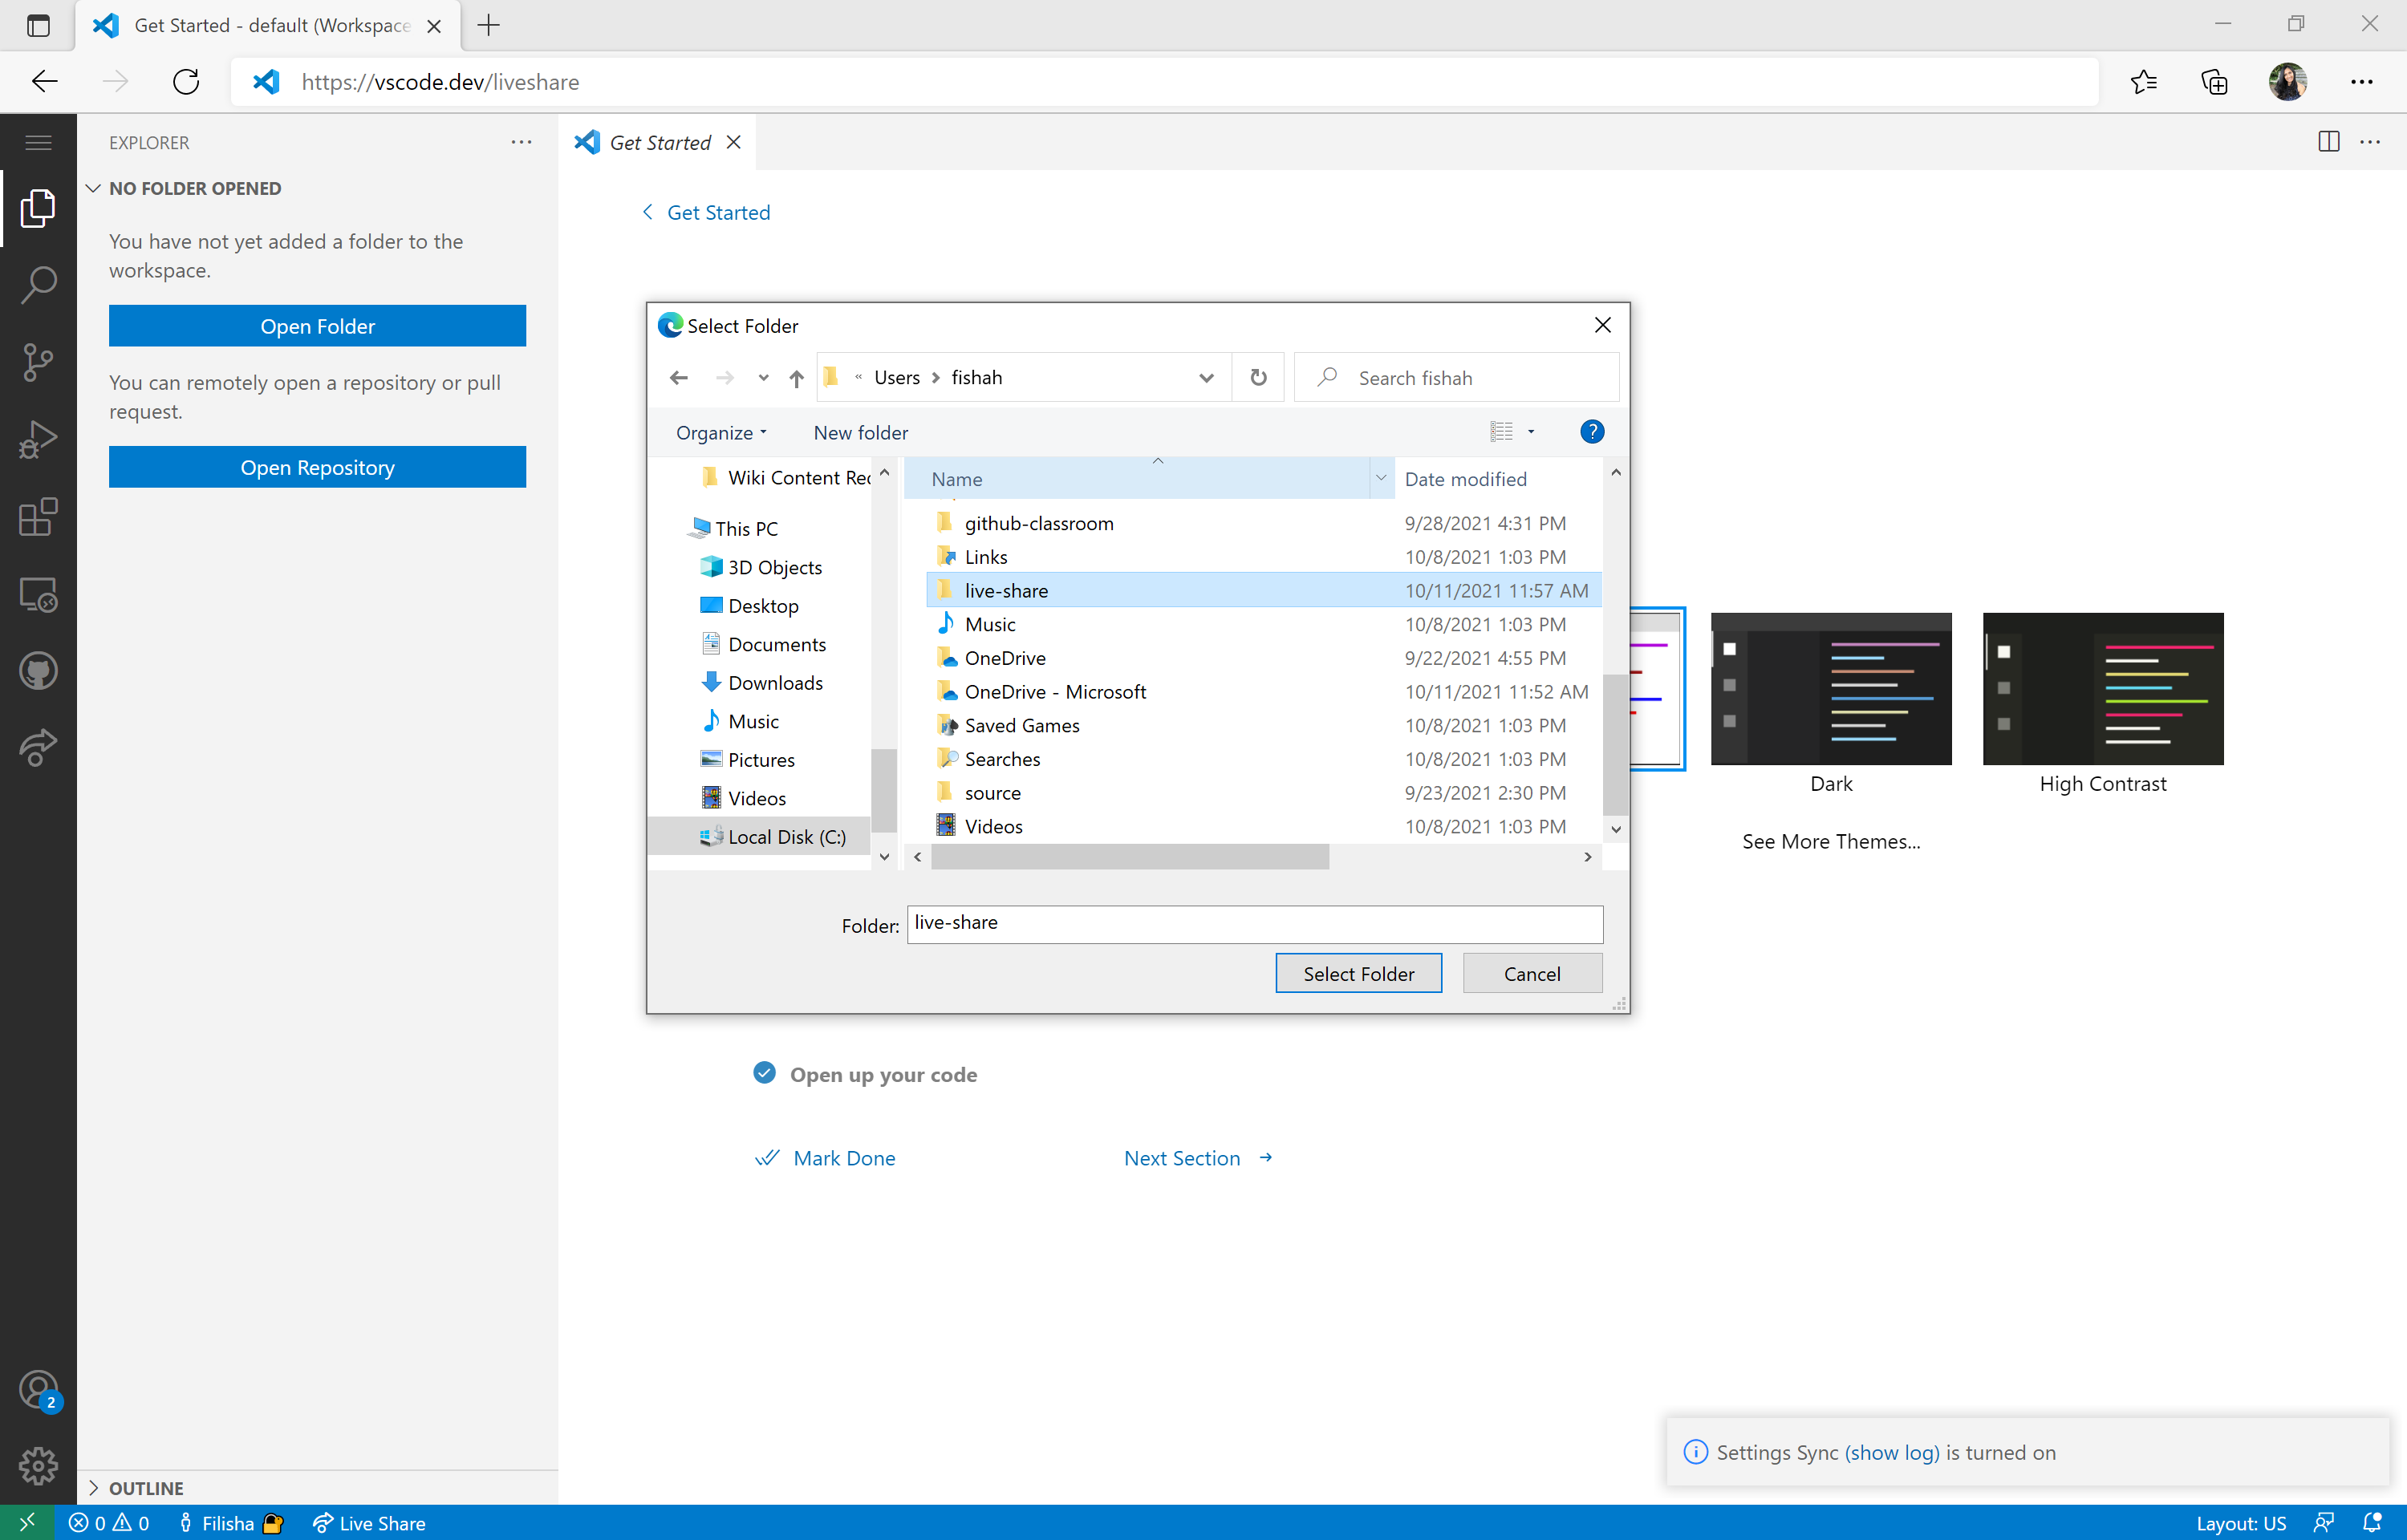 Get Started - default (Workspace
https://vscode.dev/liveshare
EXPLORER
NO FOLDER OPENED
You have not yet added a folder to the
workspace.
Open Folder
You can remotely open a repository or pull
request.
Open Repository
OUTLINE
Get Started
Get Started
Select Folder
« Users > fishah
Search fishah
Organize
New folder
?
Wiki Content Rec
This PC
3D Objects
Desktop
Documents
Downloads
Music
Pictures
Videos
Local Disk (C:)
Name Date modified
github-classroom 9/28/2021 4:31 PM
Links 10/8/2021 1:03 PM
live-share 10/11/2021 11:57 AM
Music 10/8/2021 1:03 PM
OneDrive 9/22/2021 4:55 PM
OneDrive - Microsoft 10/11/2021 11:52 AM
Saved Games 10/8/2021 1:03 PM
Searches 10/8/2021 1:03 PM
source 9/23/2021 2:30 PM
Videos 10/8/2021 1:03 PM
Folder: live-share
Select Folder
Cancel
Dark
High Contrast
See More Themes...
Open up your code
Mark Done
Next Section →
2
Settings Sync (show log) is turned on
0 0 Filisha Live Share
Layout: US